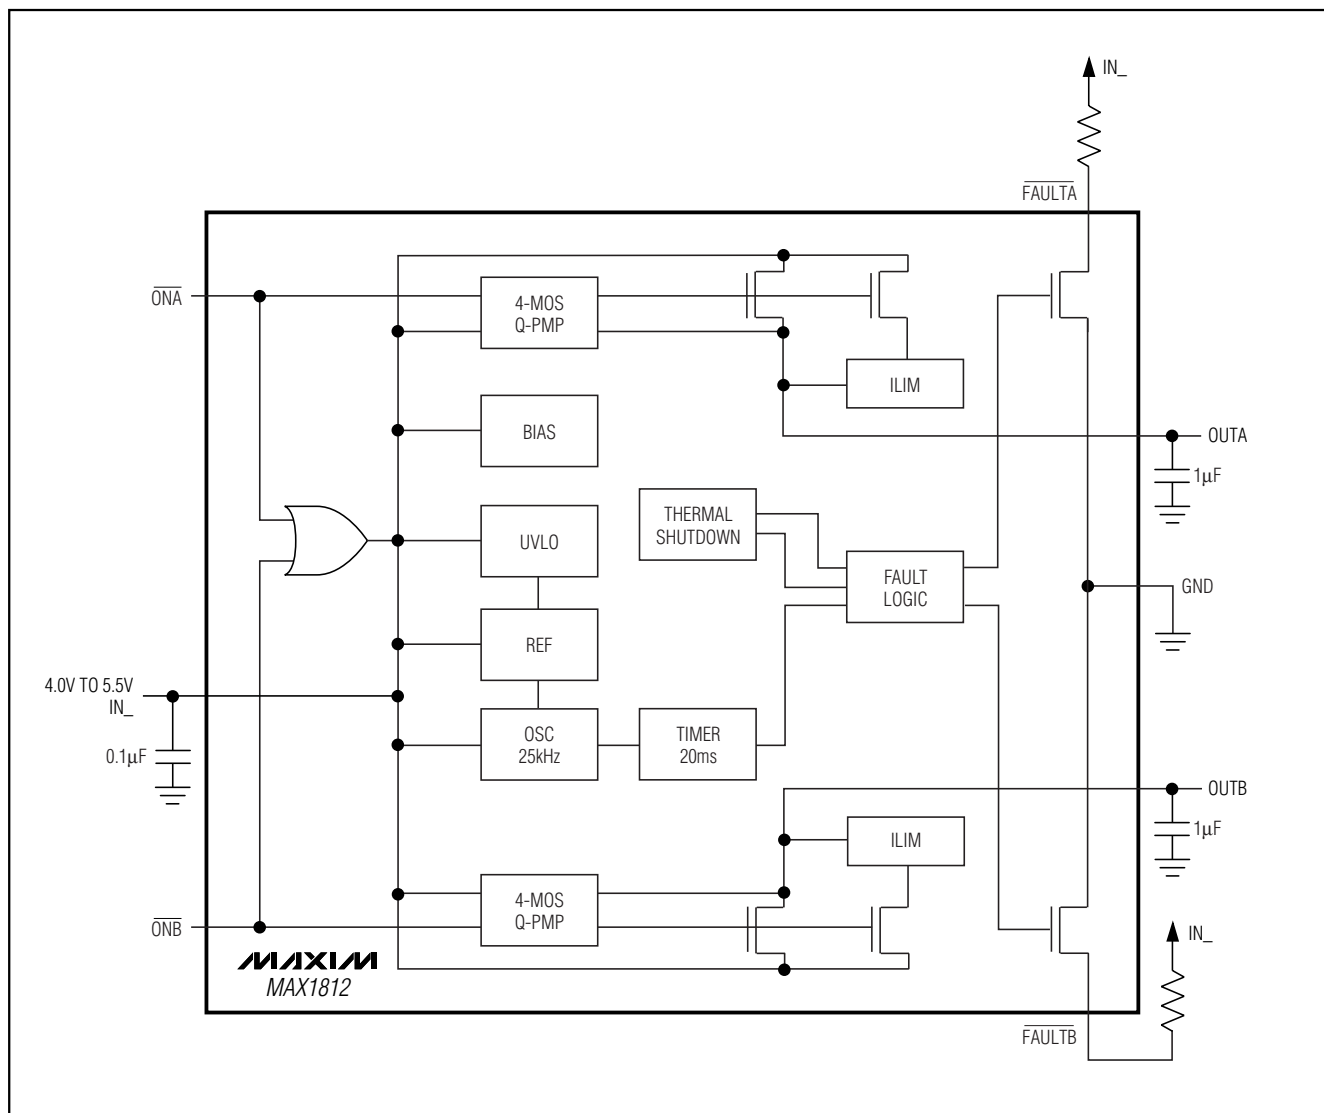 IN_
FAULTA
ONA
4-MOS
Q-PMP
ILIM
BIAS
OUTA
1μF
THERMAL
SHUTDOWN
UVLO
FAULT
LOGIC
GND
REF
4.0V TO 5.5V
IN_
OSC
25kHz
TIMER
20ms
0.1μF
OUTB
1μF
ILIM
4-MOS
Q-PMP
ONB
IN_
MAXIM
MAX1812
FAULTB